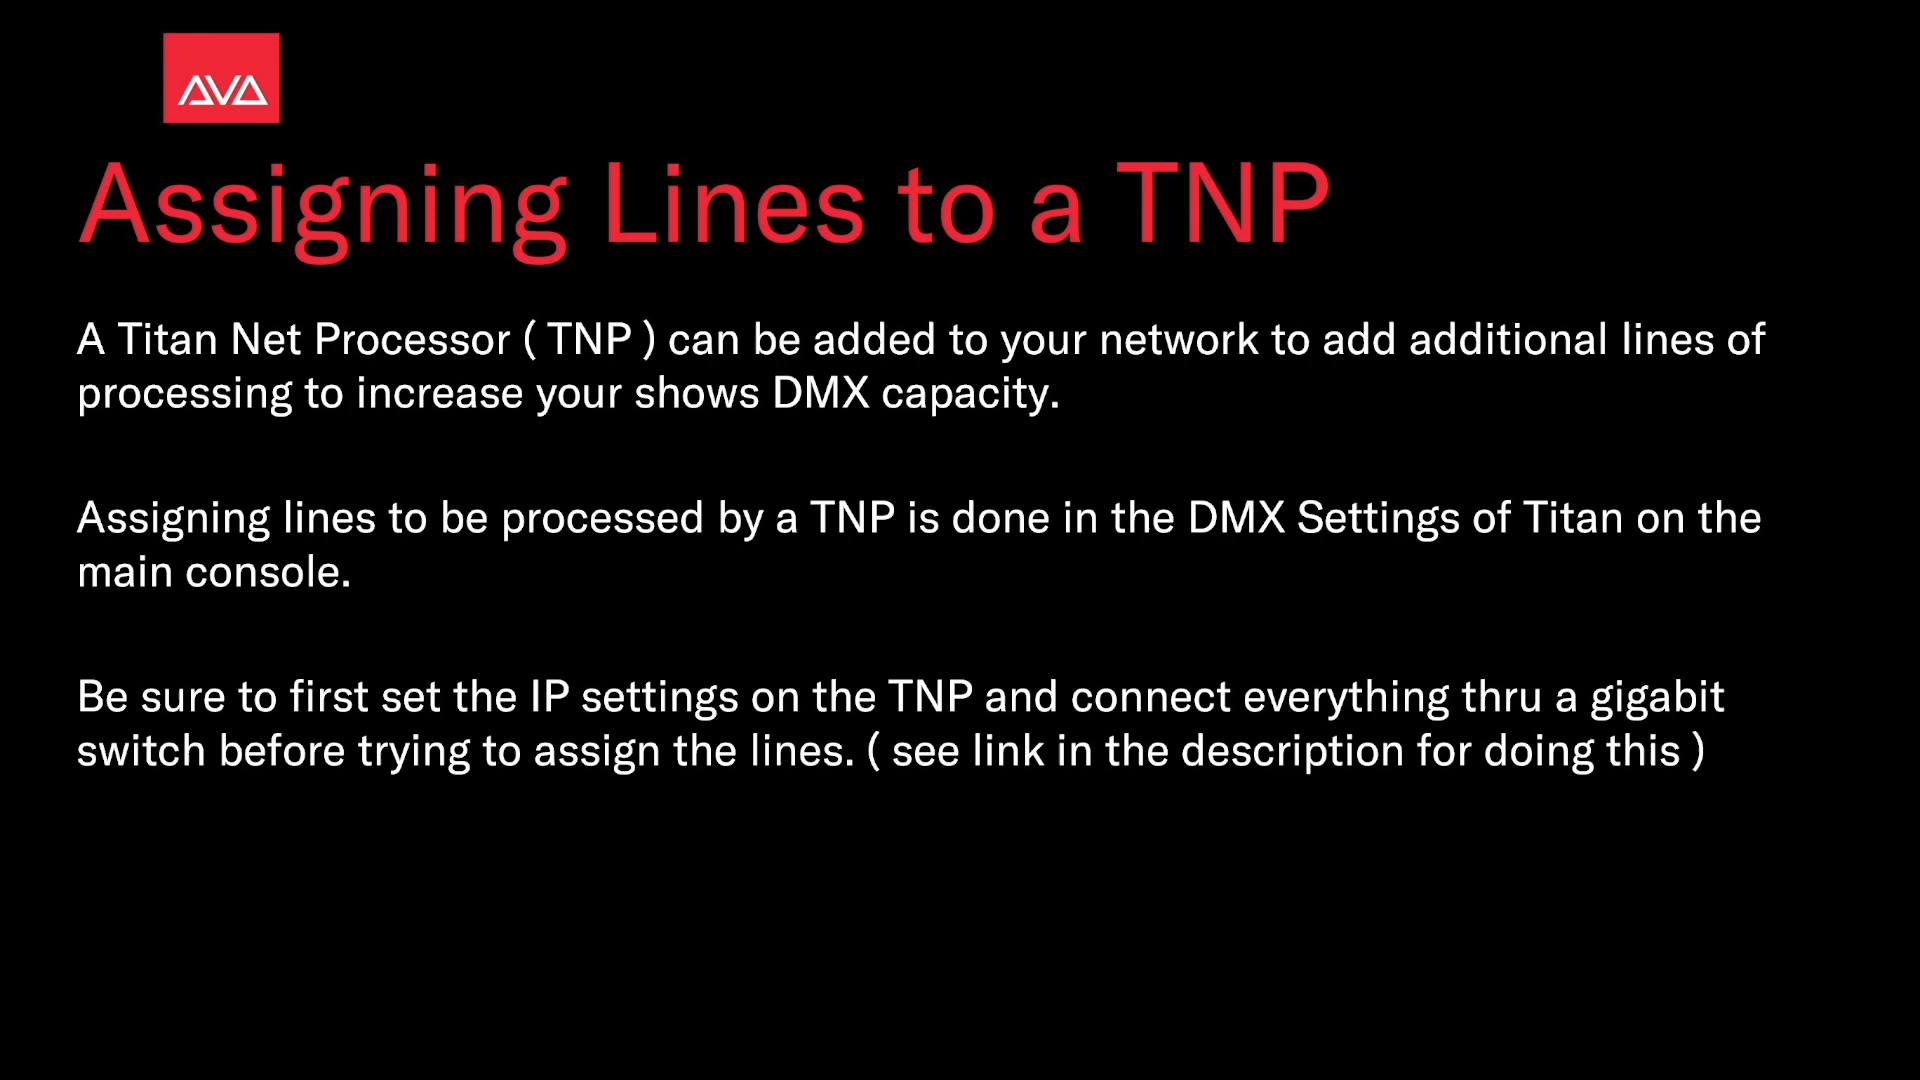 AVA
Assigning Lines to a TNP
A Titan Net Processor ( TNP ) can be added to your network to add additional lines of
processing to increase your shows DMX capacity.
Assigning lines to be processed by a TNP is done in the DMX Settings of Titan on the
main console.
Be sure to first set the IP settings on the TNP and connect everything thru a gigabit
switch before trying to assign the lines. ( see link in the description for doing this )